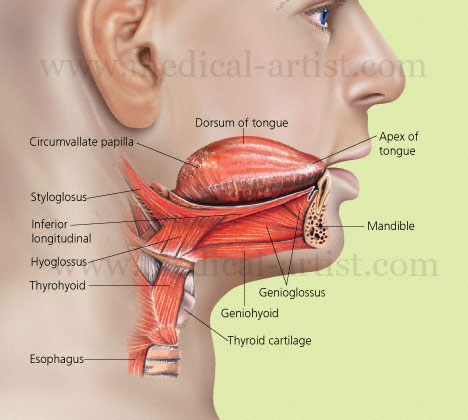 www.medical-artist.com
Dorsum of tongue
Circumvallate papilla
Apex of
tongue
Styloglosus
Inferior
longitudinal
Mandible
Hyoglossus
www.medical-artist.com
Thyrohyoid
Genioglossus
Geniohyoid
Thyroid cartilage
Esophagus